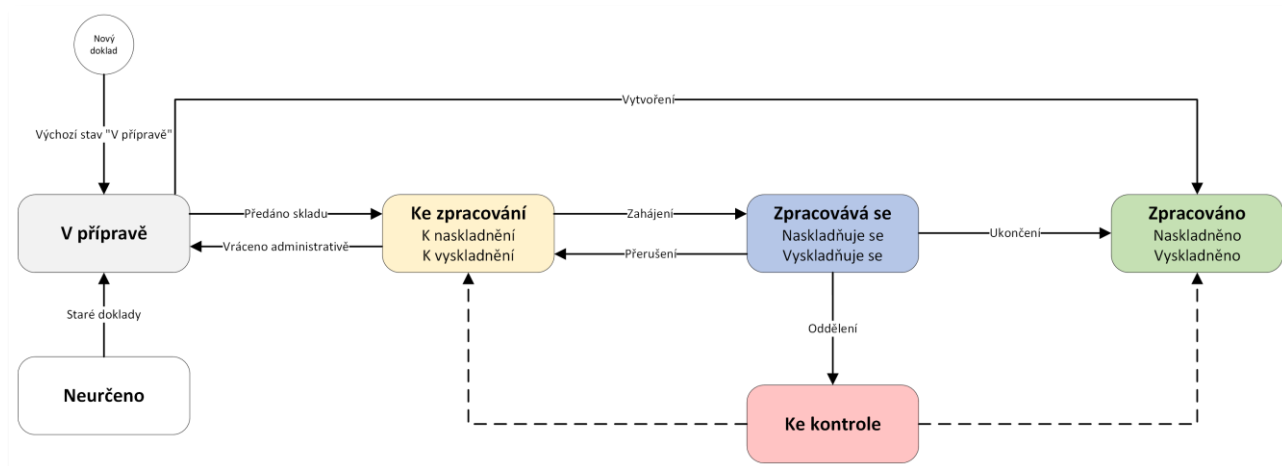 Nový
doklad
Vytvoření
Výchozí stav "V přípravě"
V přípravě
Předáno skladu
Vráceno administrativě
Ke zpracování
K naskladnění
K vyskladnění
Zahájení
Přerušení
Zpracovává se
Naskladňuje se
Vyskladňuje se
Ukončení
Zpracováno
Naskladněno
Vyskladněno
Staré doklady
Oddělení
Neurčeno
Ke kontrole